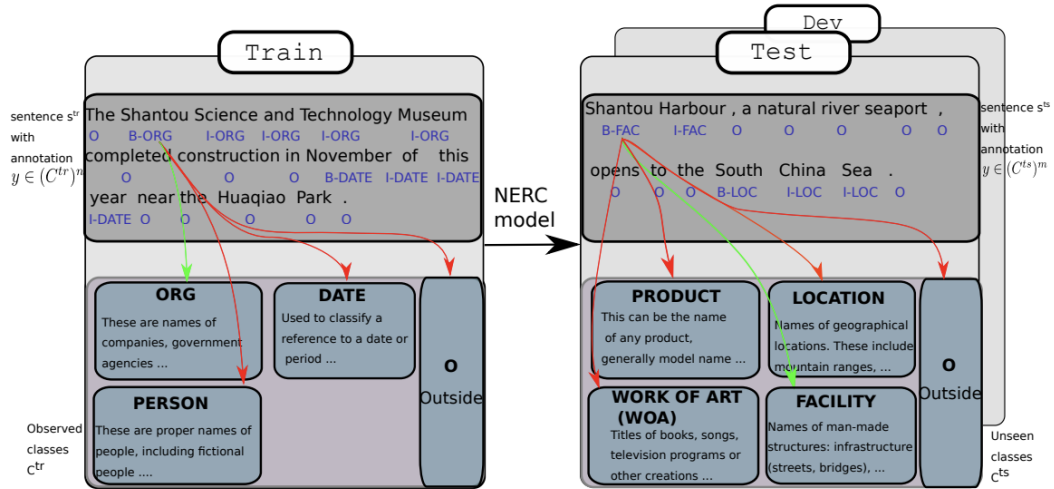 Train
Dev
Test
sentence s^tr
with
annotation
y ∈ (C^tr)^n
The Shantou Science and Technology Museum
O B-ORG I-ORG I-ORG I-ORG I-ORG
completed construction in November of this
O O O B-DATE I-DATE I-DATE
year near the Huaqiao Park .
I-DATE O O O O O
NERC
model
Shantou Harbour , a natural river seaport ,
B-FAC I-FAC O O O O O
opens to the South China Sea .
O O O B-LOC I-LOC I-LOC O
sentence s^ts
with
annotation
y ∈ (C^ts)^m
ORG
These are names of
companies, government
agencies ...
DATE
Used to classify a
reference to a date or
period ...
PERSON
These are proper names of
people, including fictional
people ....
O
Outside
Observed
classes
C^tr
PRODUCT
This can be the name
of any product,
generally model name ...
LOCATION
Names of geographical
locations. These include
mountain ranges, ...
WORK OF ART
(WOA)
Titles of books, songs,
television programs or
other creations ...
FACILITY
Names of man-made
structures: infrastructure
(streets, bridges), ...
O
Outside
Unseen
classes
C^ts